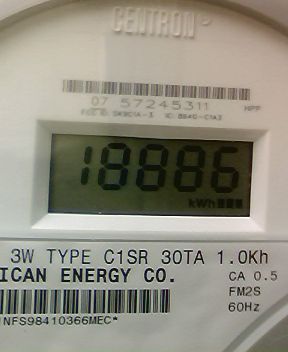 CENTRON
07 57245311
18886
kWh
3W TYPE C1SR 30TA 1.0Kh
ICAN ENERGY CO.
CA 0.5
FM2S
60Hz
NFS98410366MEC*